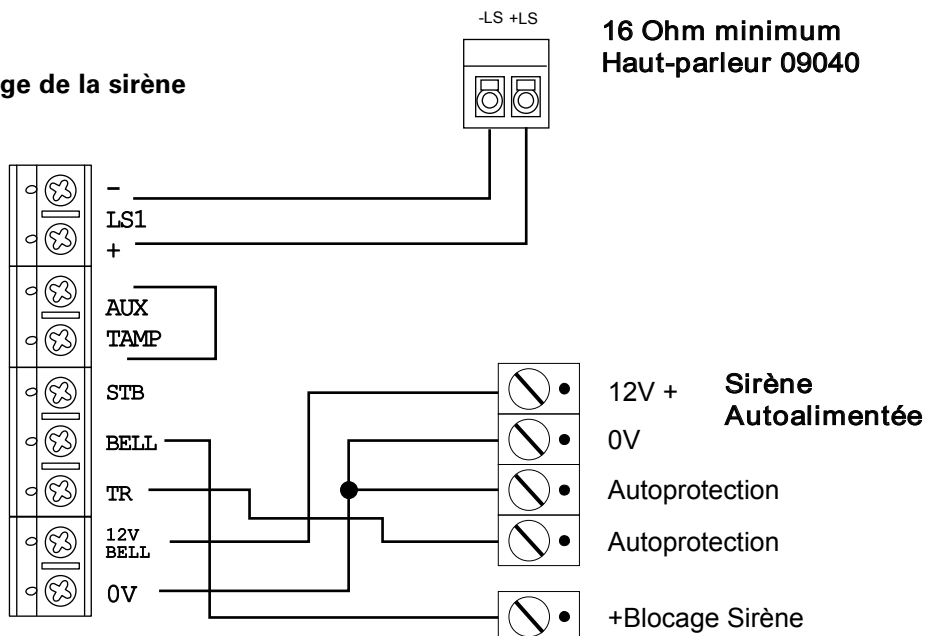 -LS +LS
16 Ohm minimum
Haut-parleur 09040
ge de la sirène
-
LS1
+
AUX
TAMP
STB
BELL
TR
12V
BELL
0V
12V +
0V
Autoprotection
Autoprotection
+Blocage Sirène
Sirène
Autoalimentée